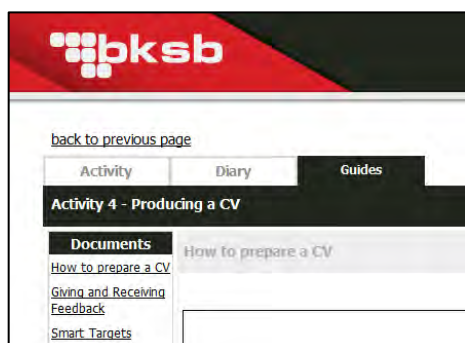 bksb
back to previous page
Activity Diary Guides
Activity 4 - Producing a CV
Documents
How to prepare a CV
How to prepare a CV
Giving and Receiving
Feedback
Smart Targets